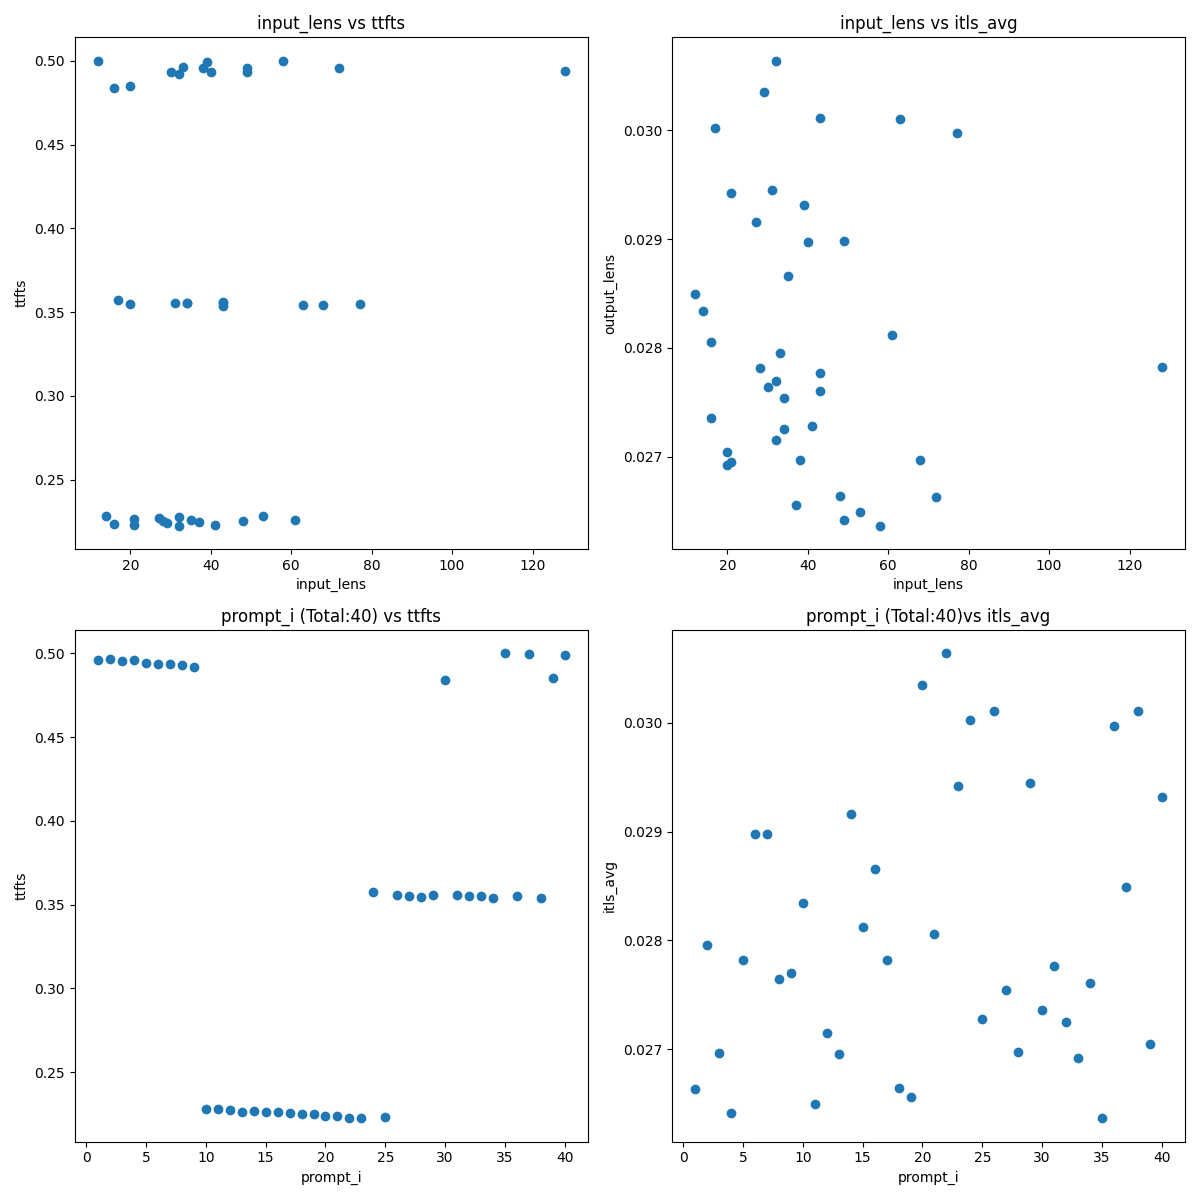 input_lens vs ttfts
0.50
0.45
0.40
0.35
0.30
0.25
ttfts
20 40 60 80 100 120
input_lens
input_lens vs itls_avg
0.030
0.029
0.028
0.027
output_lens
20 40 60 80 100 120
input_lens
prompt_i (Total:40) vs ttfts
0.50
0.45
0.40
0.35
0.30
0.25
ttfts
0 5 10 15 20 25 30 35 40
prompt_i
prompt_i (Total:40)vs itls_avg
0.030
0.029
0.028
0.027
itls_avg
0 5 10 15 20 25 30 35 40
prompt_i